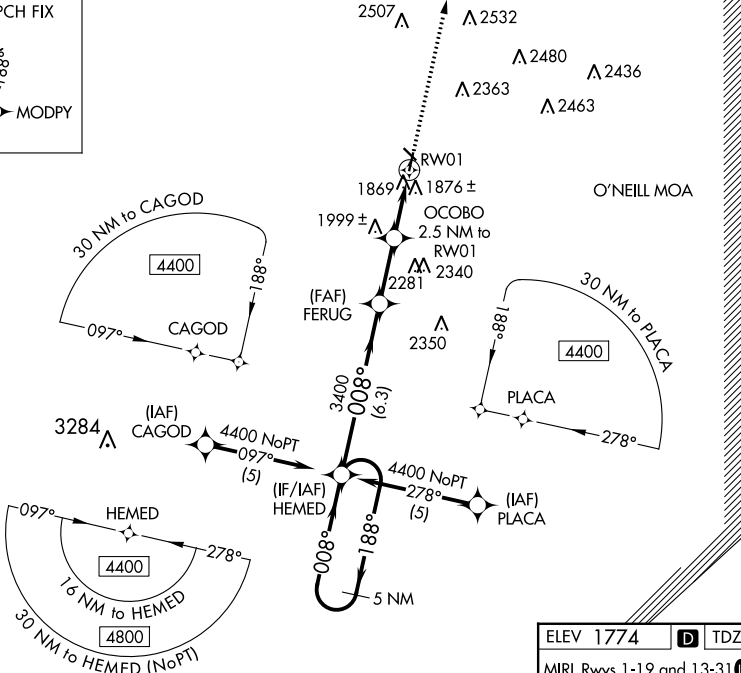 PCH FIX
188°
MODPY
2507
2532
2480
2436
2363
2463
RW01
1869
1876 ±
O'NEILL MOA
1999 ±
OCOBO
2.5 NM to
RW01
2281
2340
(FAF)
FERUG
2350
30 NM to CAGOD
4400
188°
097°
CAGOD
30 NM to PLACA
4400
188°
PLACA
278°
3400
008°
(6.3)
3284
(IAF)
CAGOD
4400 NoPT
097°
(5)
(IF/IAF)
HEMED
4400 NoPT
278°
(5)
(IAF)
PLACA
008°
188°
5 NM
097°
HEMED
278°
4400
16 NM to HEMED
4800
30 NM to HEMED (NoPT)
ELEV 1774
D
TDZ
MIRL Rwys 1-19 and 13-31